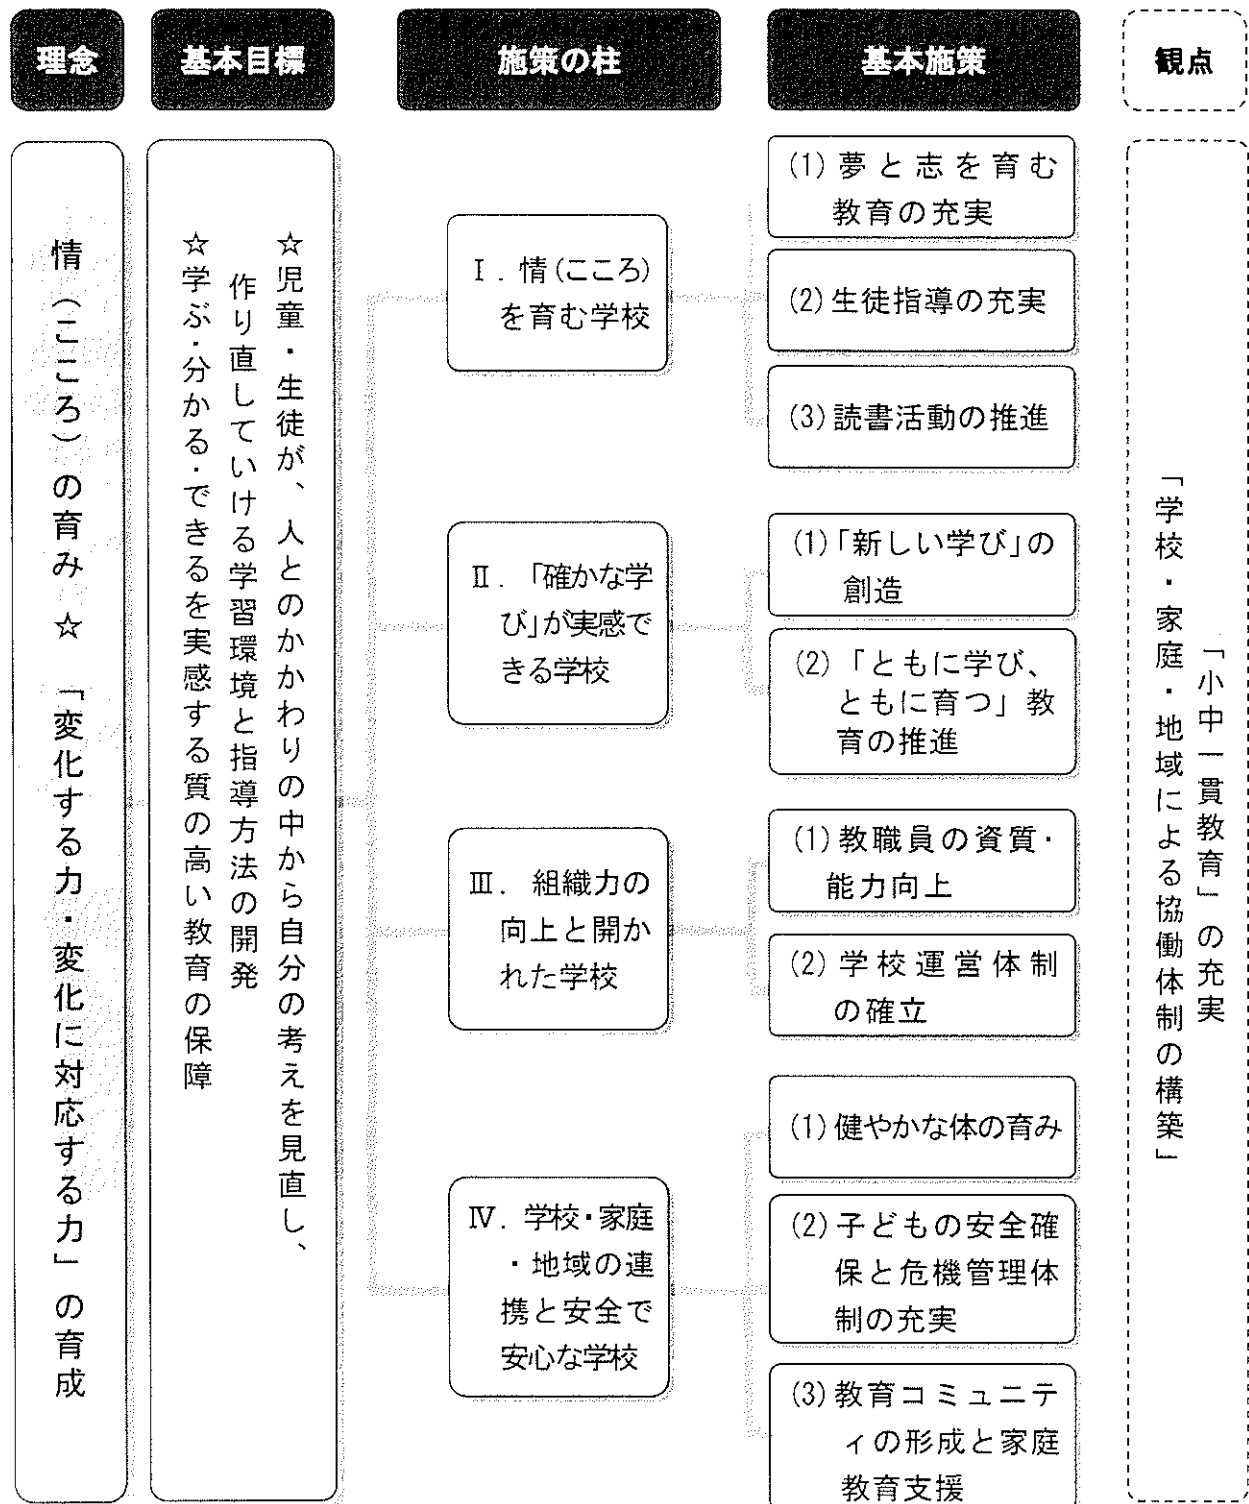 理念
基本目標
施策の柱
基本施策
観点
情（こころ）の育み ☆ 「変化する力・変化に対応する力」の育成
☆児童・生徒が、人とのかかわりの中から自分の考えを見直し、
作り直していける学習環境と指導方法の開発
☆学ぶ・分かる・できるを実感する質の高い教育の保障
Ⅰ．情(こころ)
を育む学校
(1)夢と志を育む
教育の充実
(2)生徒指導の充実
(3)読書活動の推進
Ⅱ．「確かな学
び」が実感で
きる学校
(1)「新しい学び」の
創造
(2)「ともに学び、
ともに育つ」教
育の推進
Ⅲ．組織力の
向上と開か
れた学校
(1)教職員の資質・
能力向上
(2)学校運営体制
の確立
Ⅳ．学校・家庭
・地域の連
携と安全で
安心な学校
(1)健やかな体の育み
(2)子どもの安全確
保と危機管理体
制の充実
(3)教育コミュニテ
ィの形成と家庭
教育支援
「小中一貫教育」の充実
「学校・家庭・地域による協働体制の構築」